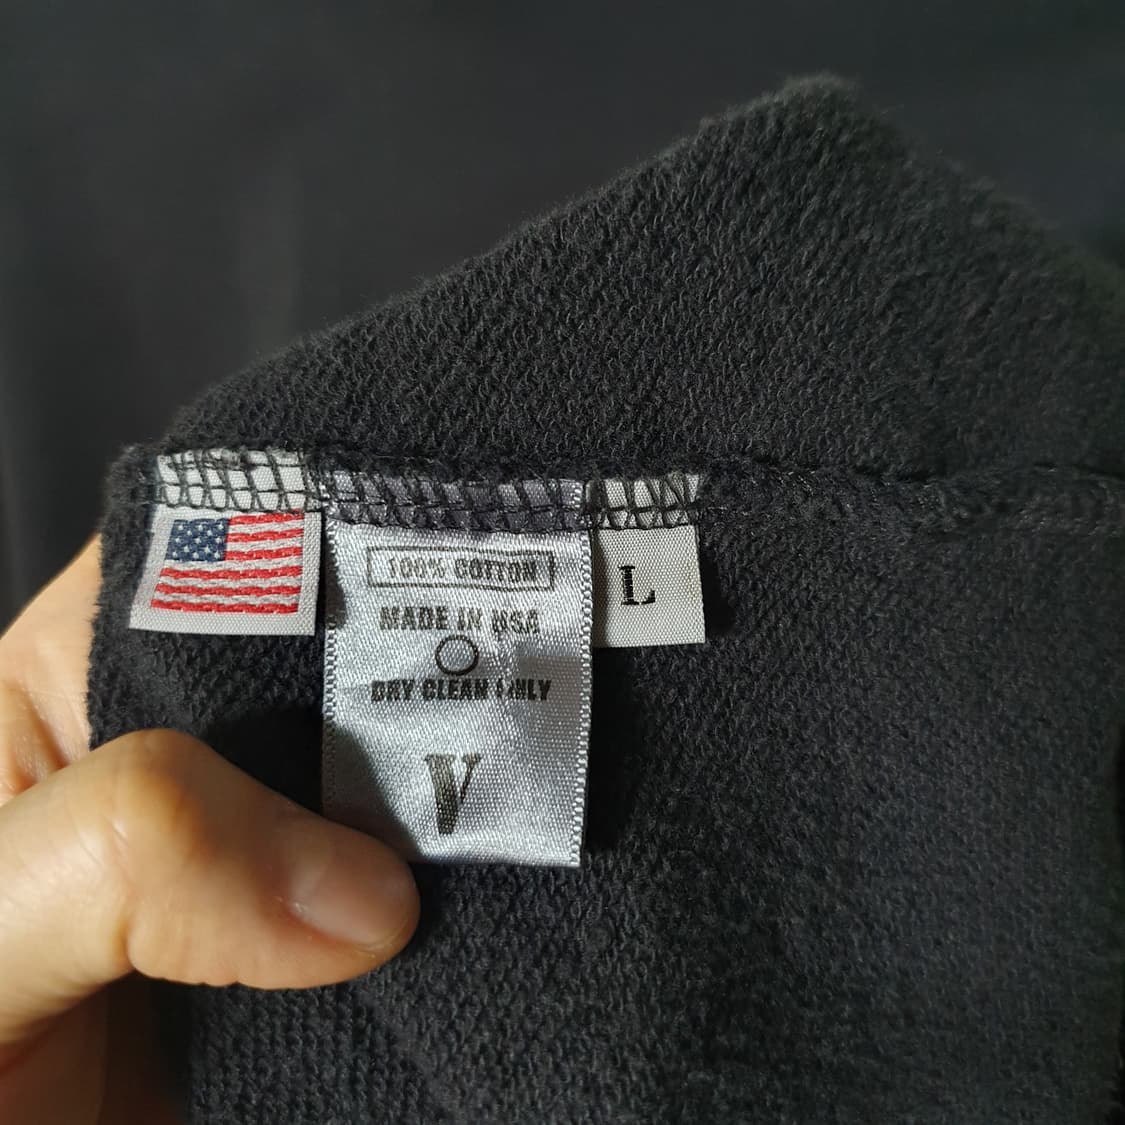 100% COTTON
MADE IN USA
DRY CLEAN ONLY
V
L